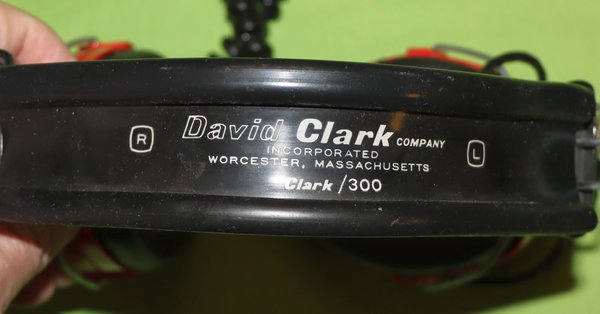 R
David Clark COMPANY
INCORPORATED
WORCESTER, MASSACHUSETTS
Clark/300
L